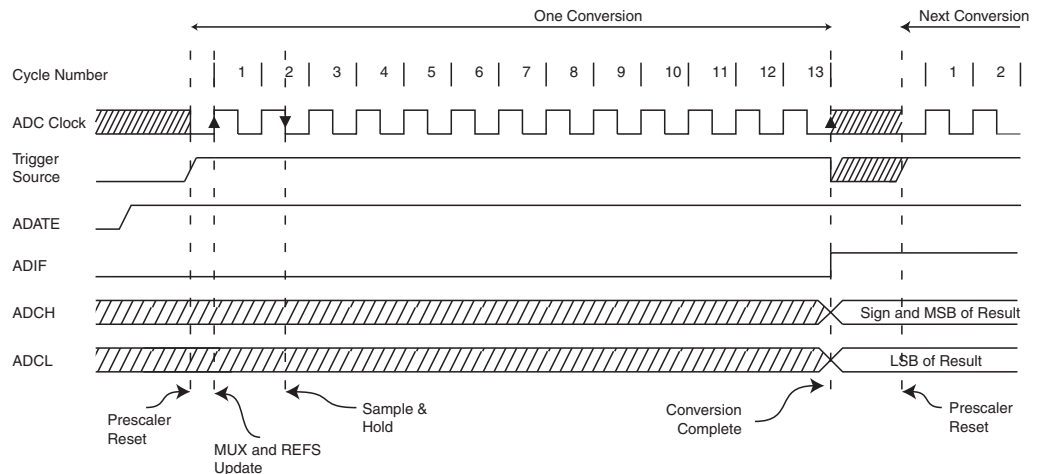 One Conversion
Next Conversion
Cycle Number
1 2 3 4 5 6 7 8 9 10 11 12 13 1 2
ADC Clock
Trigger
Source
ADATE
ADIF
ADCH
Sign and MSB of Result
ADCL
LSB of Result
Prescaler
Reset
MUX and REFS
Update
Sample &
Hold
Conversion
Complete
Prescaler
Reset